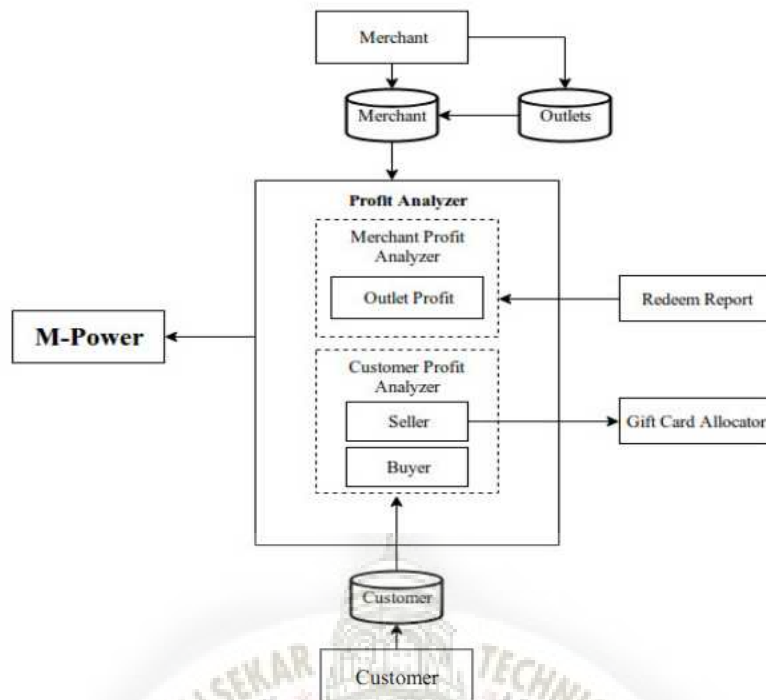 Merchant
Merchant
Outlets
Profit Analyzer
Merchant Profit
Analyzer
Outlet Profit
Redeem Report
M-Power
Customer Profit
Analyzer
Seller
Gift Card Allocator
Buyer
Customer
Customer